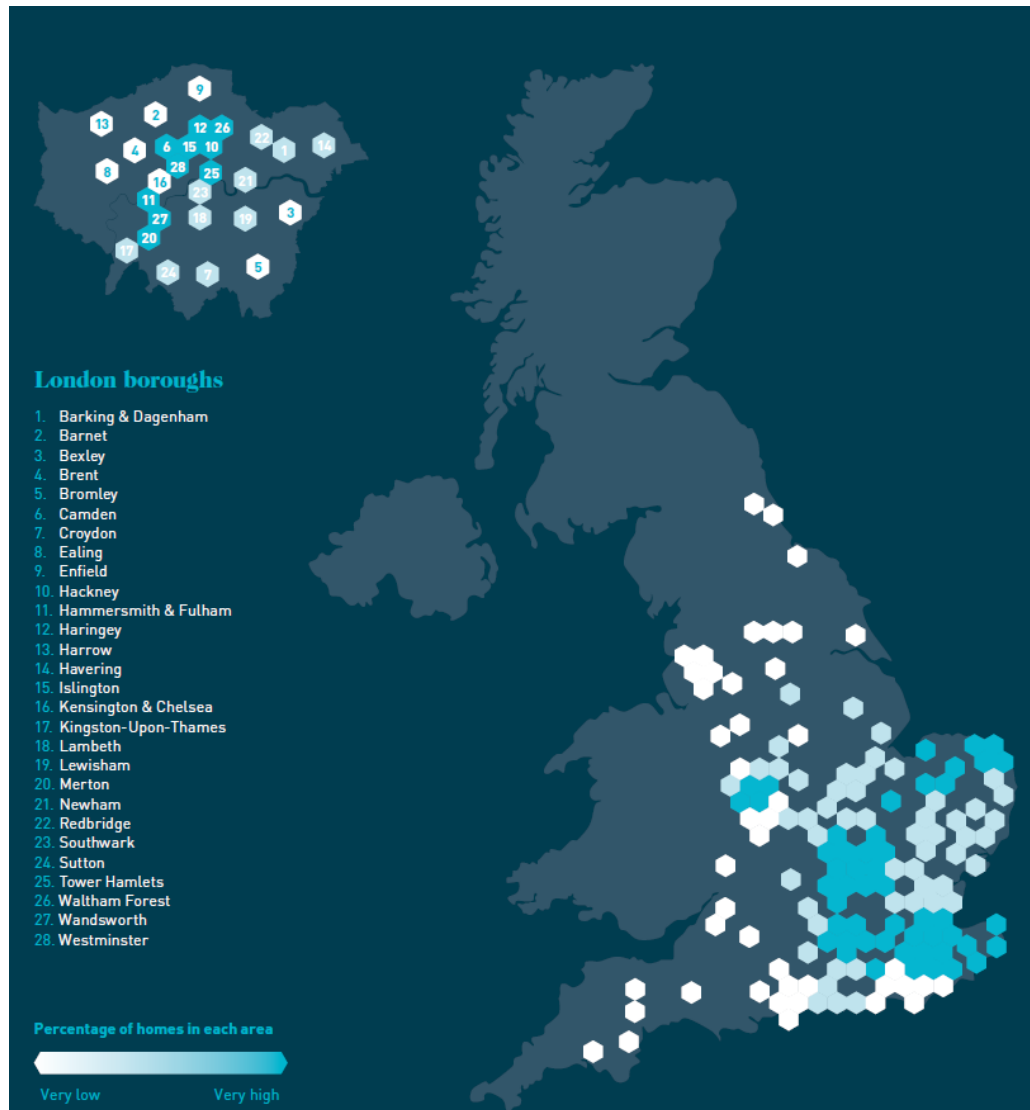 9
13
2
12 26
4
6 15 10
22
1
14
8
28
25
16
21
11
23
27
18
19
3
20
17
24
7
5
London boroughs
1. Barking & Dagenham
2. Barnet
3. Bexley
4. Brent
5. Bromley
6. Camden
7. Croydon
8. Ealing
9. Enfield
10. Hackney
11. Hammersmith & Fulham
12. Haringey
13. Harrow
14. Havering
15. Islington
16. Kensington & Chelsea
17. Kingston-Upon-Thames
18. Lambeth
19. Lewisham
20. Merton
21. Newham
22. Redbridge
23. Southwark
24. Sutton
25. Tower Hamlets
26. Waltham Forest
27. Wandsworth
28. Westminster
Percentage of homes in each area
Very low Very high